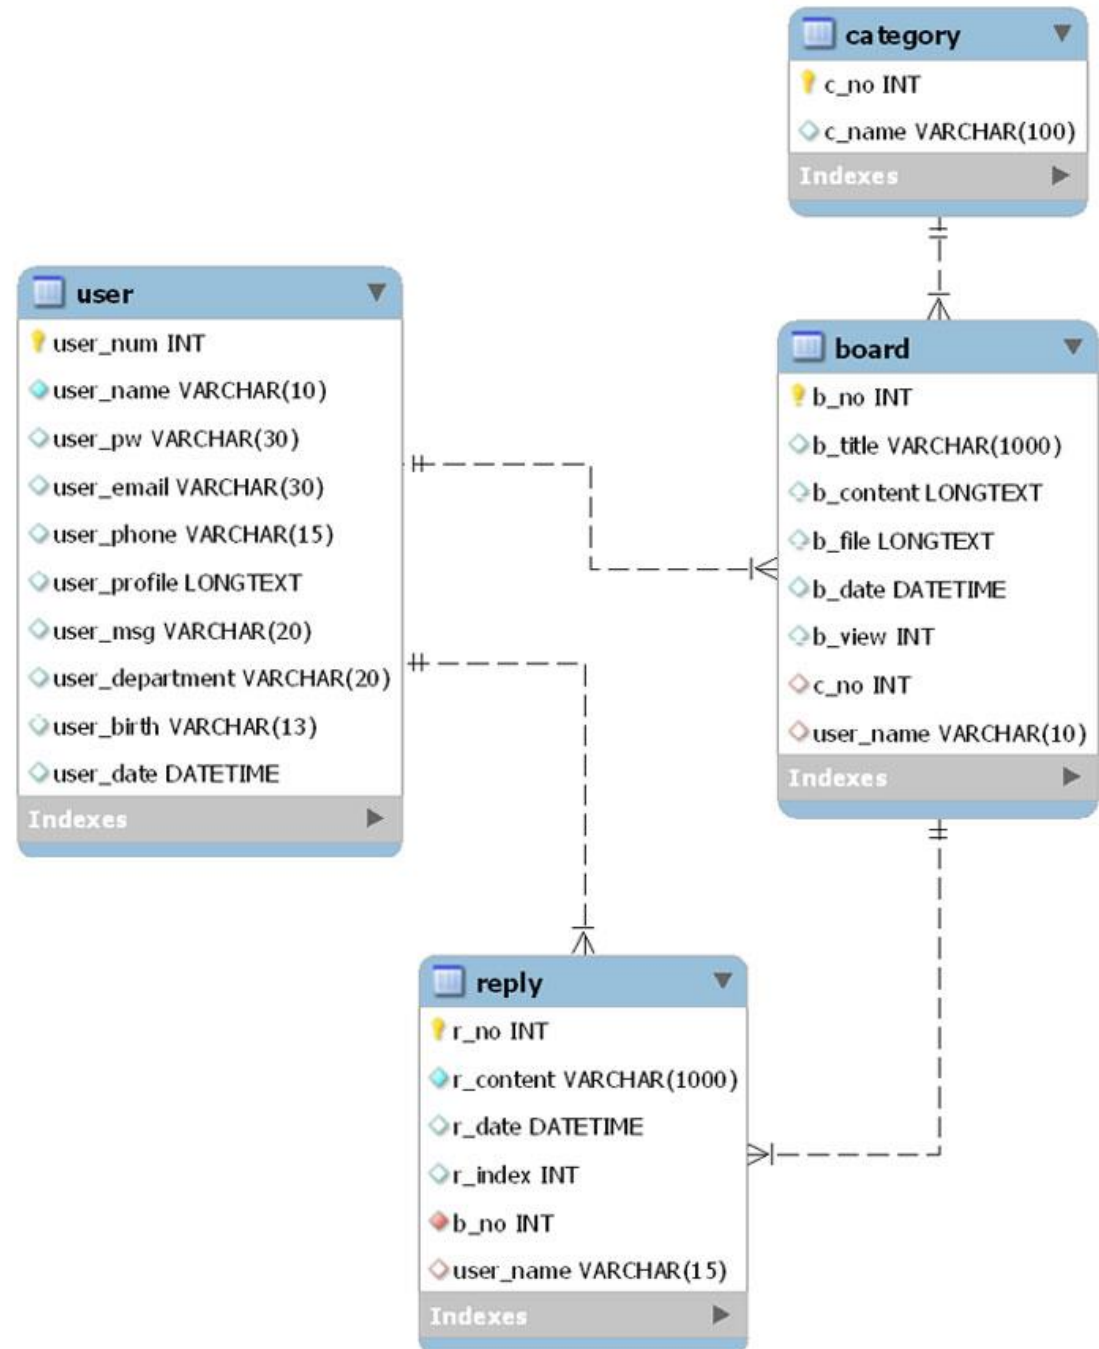 category
c_no INT
c_name VARCHAR(100)
Indexes
user
user_num INT
user_name VARCHAR(10)
user_pw VARCHAR(30)
user_email VARCHAR(30)
user_phone VARCHAR(15)
user_profile LONGTEXT
user_msg VARCHAR(20)
user_department VARCHAR(20)
user_birth VARCHAR(13)
user_date DATETIME
Indexes
board
b_no INT
b_title VARCHAR(1000)
b_content LONGTEXT
b_file LONGTEXT
b_date DATETIME
b_view INT
c_no INT
user_name VARCHAR(10)
Indexes
reply
r_no INT
r_content VARCHAR(1000)
r_date DATETIME
r_index INT
b_no INT
user_name VARCHAR(15)
Indexes